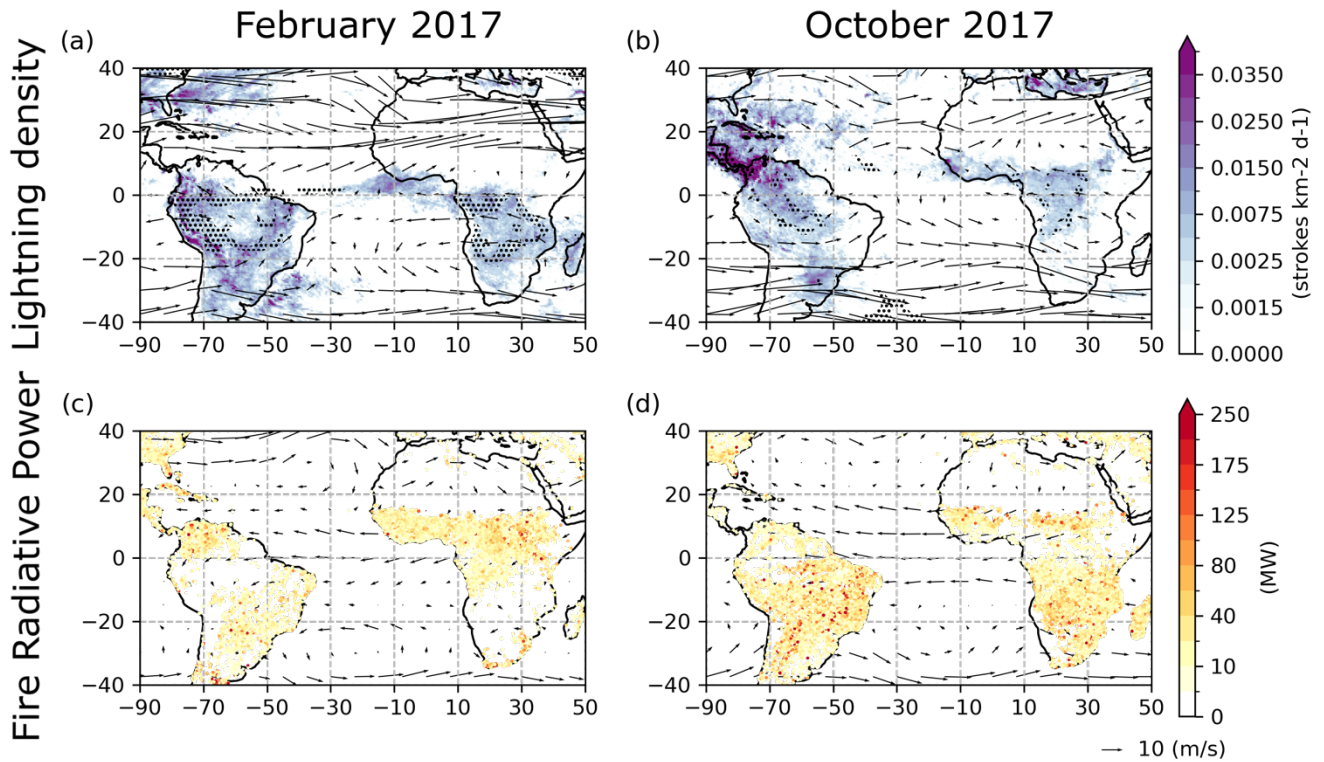 February 2017
October 2017
Lightning density
Fire Radiative Power
(a)
40
20
0
−20
−40
−90 −70 −50 −30 −10 10 30 50
(b)
40
20
0
−20
−40
−90 −70 −50 −30 −10 10 30 50
0.0350
0.0250
0.0150
0.0075
0.0025
0.0015
0.0000
(strokes km-2 d-1)
(c)
40
20
0
−20
−40
−90 −70 −50 −30 −10 10 30 50
(d)
40
20
0
−20
−40
−90 −70 −50 −30 −10 10 30 50
250
175
125
80
40
10
0
(MW)
10 (m/s)